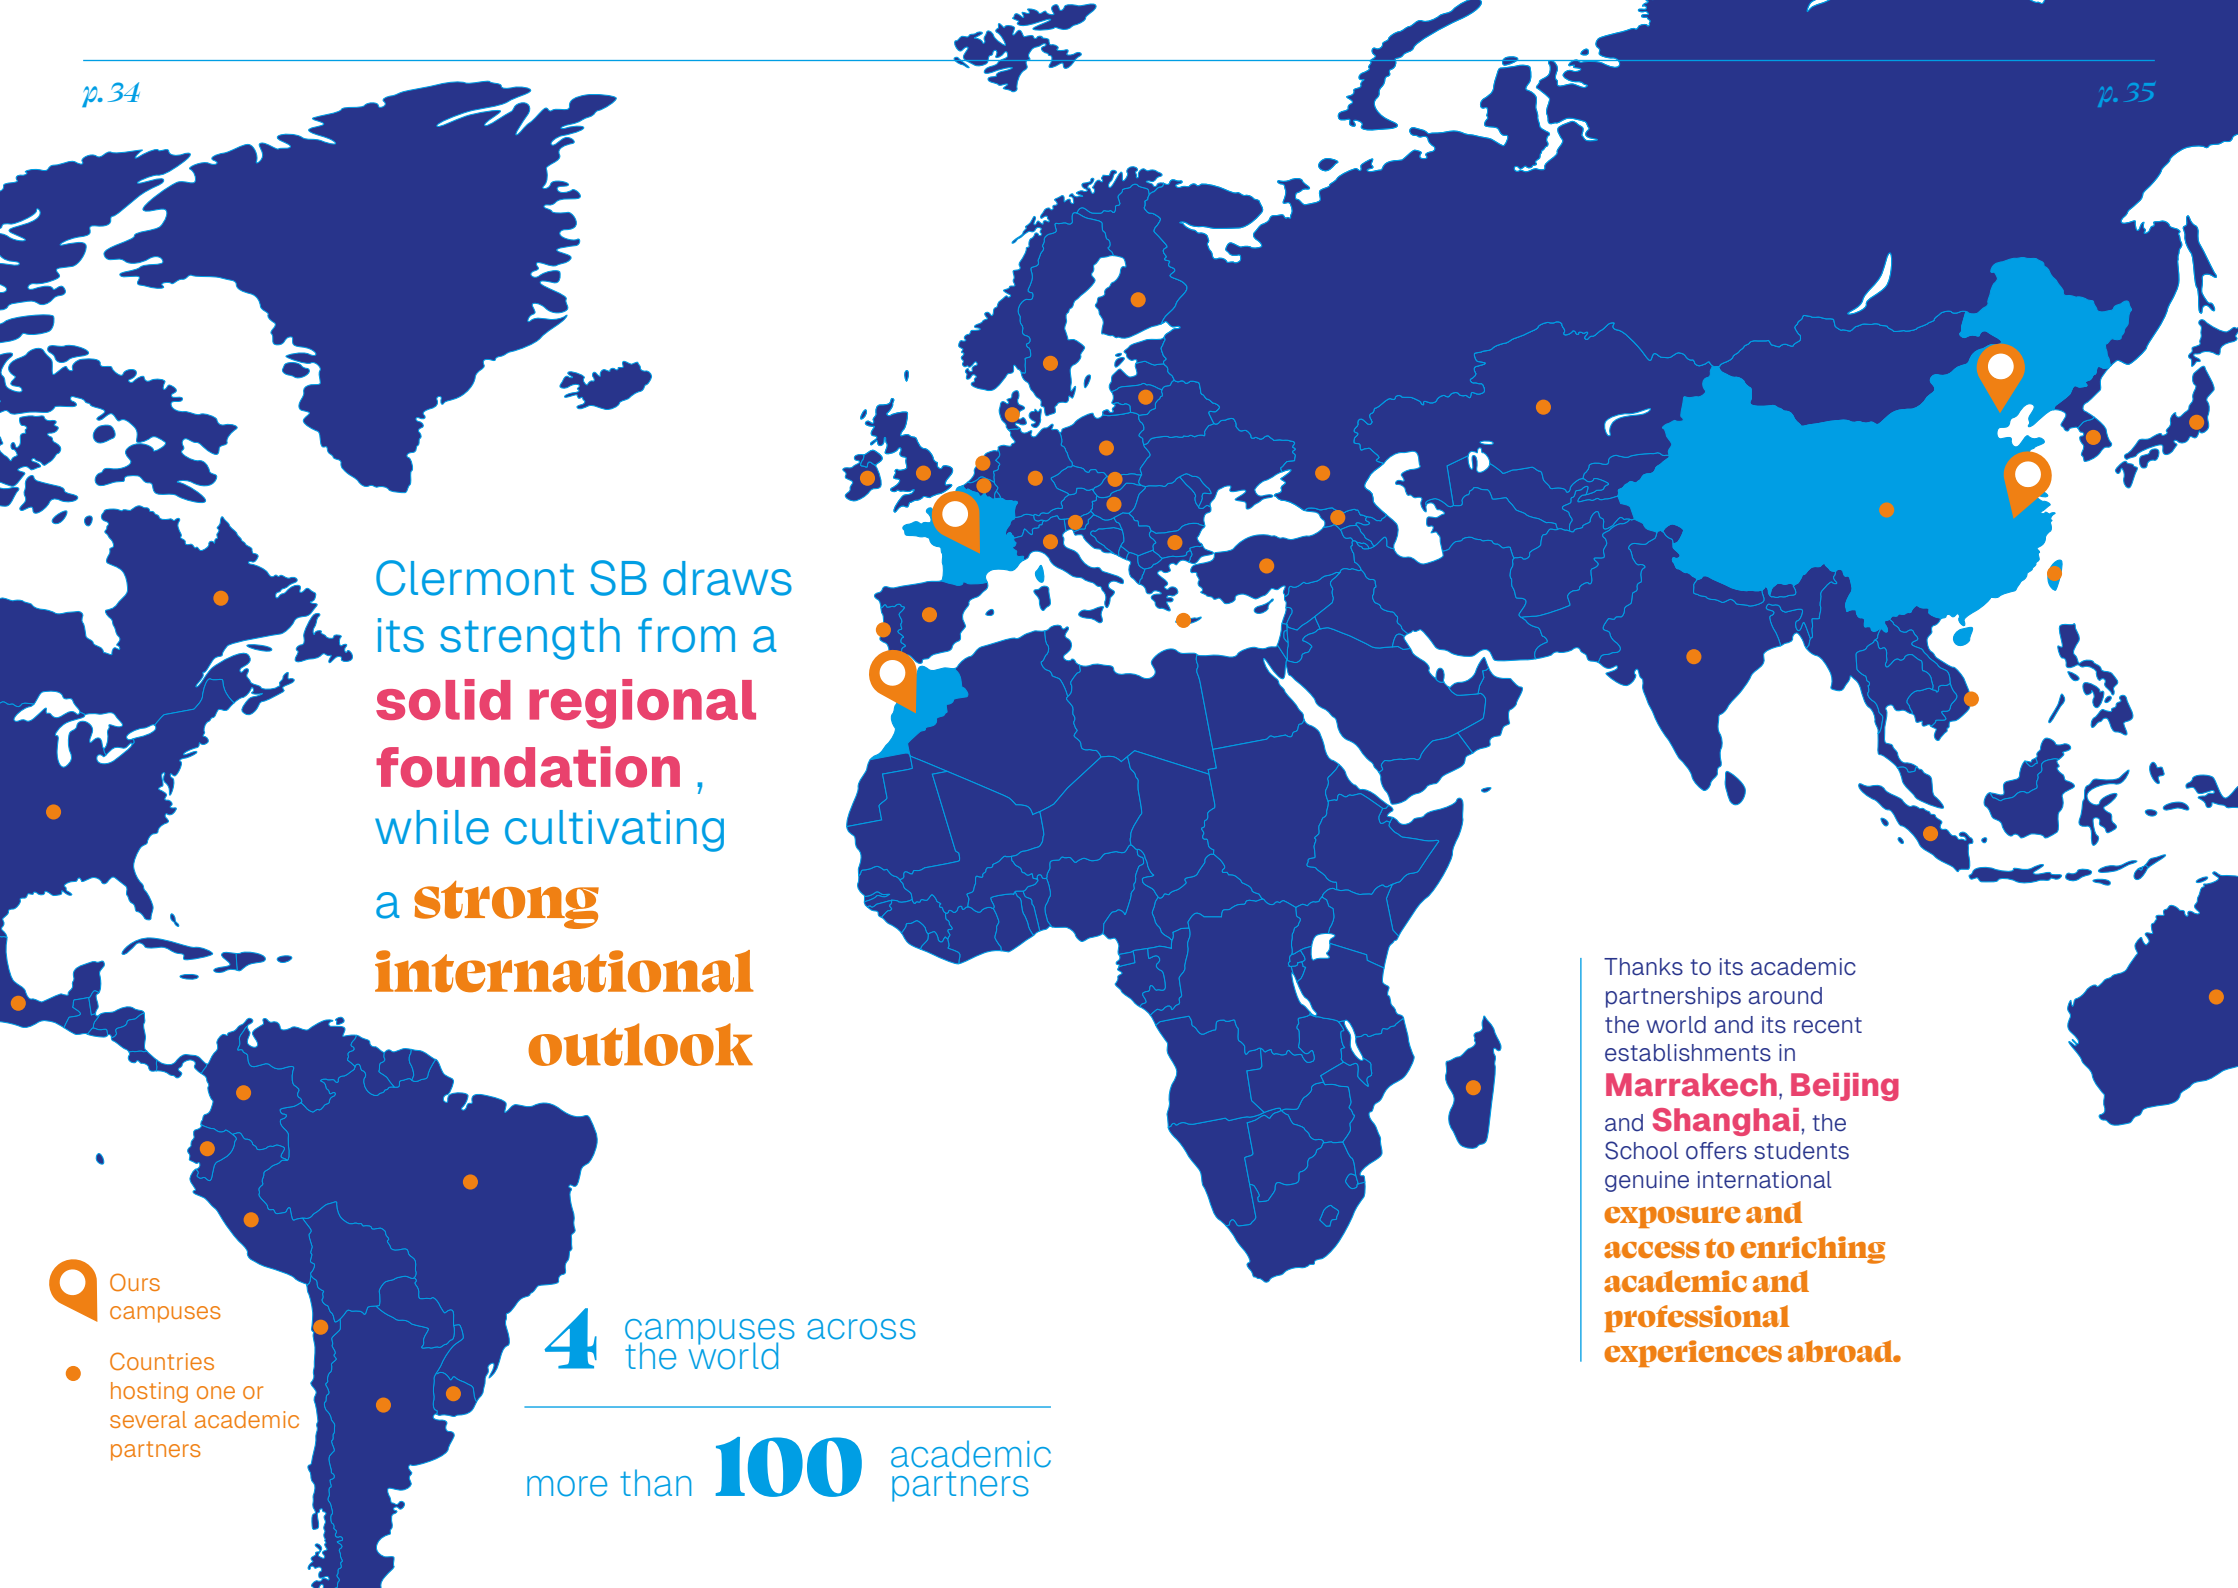 p. 34
p. 35
Clermont SB draws
its strength from a
solid regional
foundation ,
while cultivating
a strong
international
outlook
Thanks to its academic
partnerships around
the world and its recent
establishments in
Marrakech, Beijing
and Shanghai, the
School offers students
genuine international
exposure and
access to enriching
academic and
professional
experiences abroad.
Ours
campuses
Countries
hosting one or
several academic
partners
4 campuses across
the world
more than 100 academic
partners